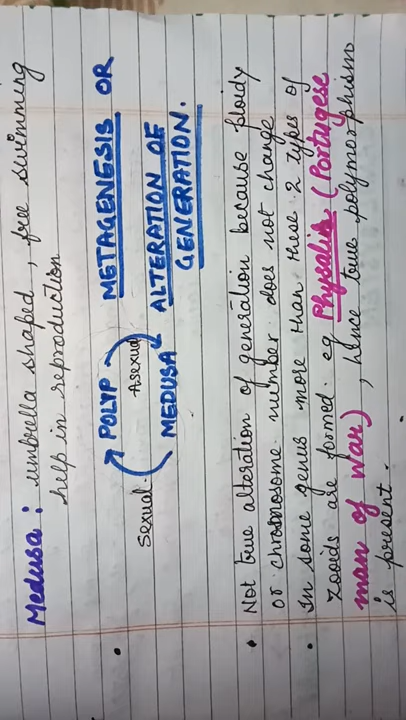 Medusa : umbrella shaped , free swimming
help in reproduction
• POLYP METAGENESIS OR
Sexual Asexual
MEDUSA ALTERATION OF
GENERATION.
• Not true alteration of generation because ploidy
or chromosome number does not change
• In some genus more than these 2 types of
zooids are formed. eg Physalia (Portugese
man of war) , hence true polymorphism
is present.